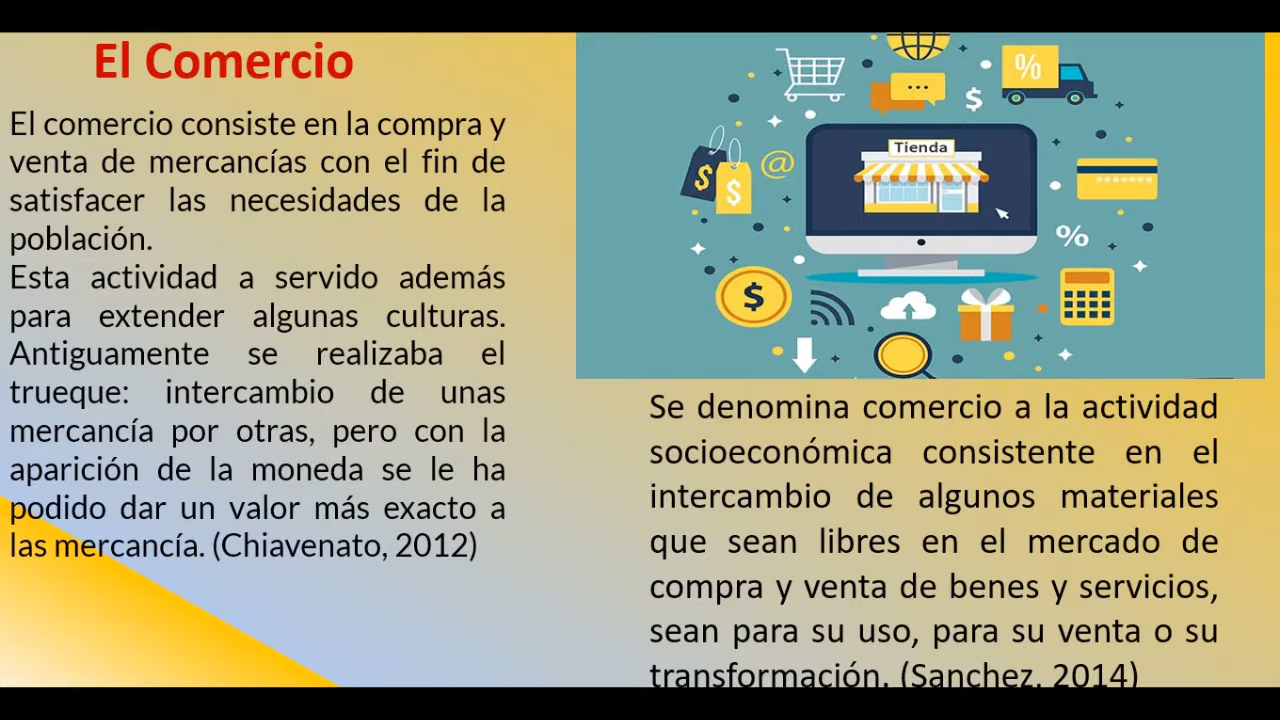 El Comercio
El comercio consiste en la compra y
venta de mercancías con el fin de
satisfacer las necesidades de la
población.
Esta actividad a servido además
para extender algunas culturas.
Antiguamente se realizaba el
trueque: intercambio de unas
mercancía por otras, pero con la
aparición de la moneda se le ha
podido dar un valor más exacto a
las mercancía. (Chiavenato, 2012)
%
$
Tienda
@
$
$
%
$
Se denomina comercio a la actividad
socioeconómica consistente en el
intercambio de algunos materiales
que sean libres en el mercado de
compra y venta de benes y servicios,
sean para su uso, para su venta o su
transformación. (Sanchez, 2014)